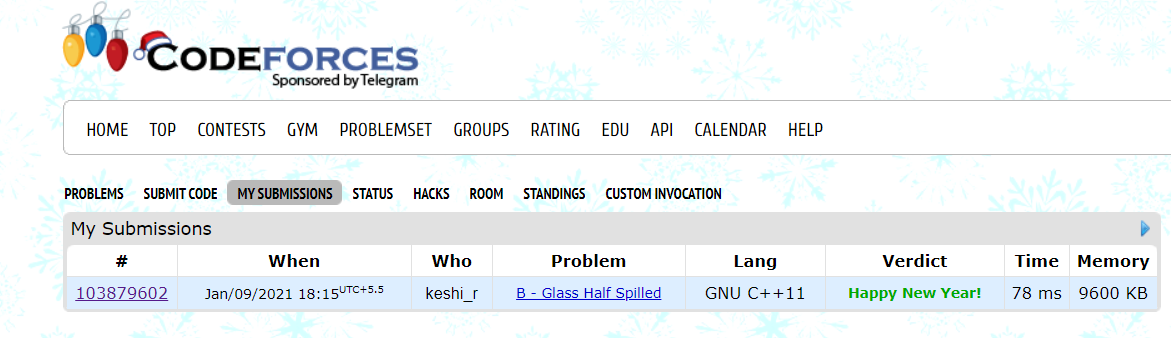 CODEFORCES
Sponsored by Telegram
HOME TOP CONTESTS GYM PROBLEMSET GROUPS RATING EDU API CALENDAR HELP
PROBLEMS SUBMIT CODE MY SUBMISSIONS STATUS HACKS ROOM STANDINGS CUSTOM INVOCATION
My Submissions
# When Who Problem Lang Verdict Time Memory
103879602 Jan/09/2021 18:15UTC+5.5 keshi_r B - Glass Half Spilled GNU C++11 Happy New Year! 78 ms 9600 KB